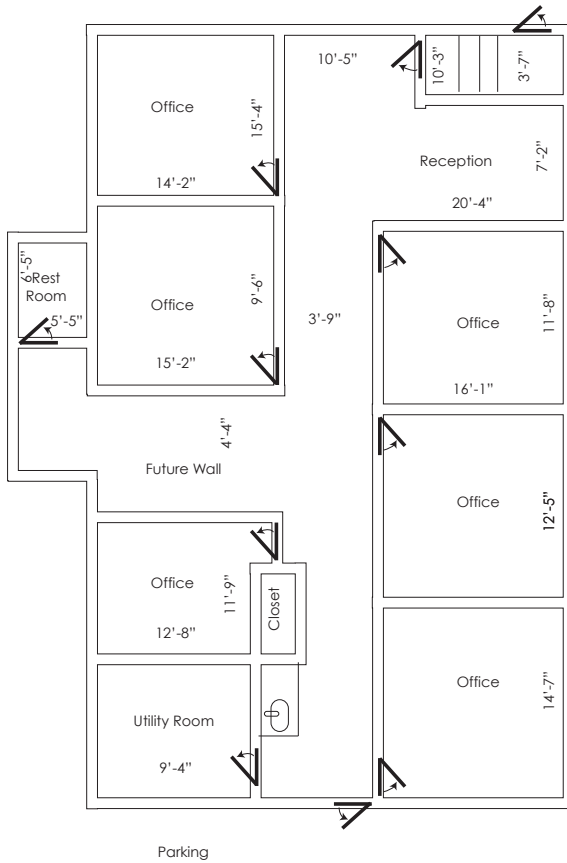 10'-5"
10'-3"
3'-7"
Office
15'-4"
14'-2"
Reception
7'-2"
20'-4"
6'-5"
Rest
Room
5'-5"
Office
9'-6"
15'-2"
3'-9"
Office
11'-8"
16'-1"
4'-4"
Future Wall
Office
12'-5"
Office
11'-9"
12'-8"
Closet
Office
14'-7"
Utility Room
9'-4"
Parking